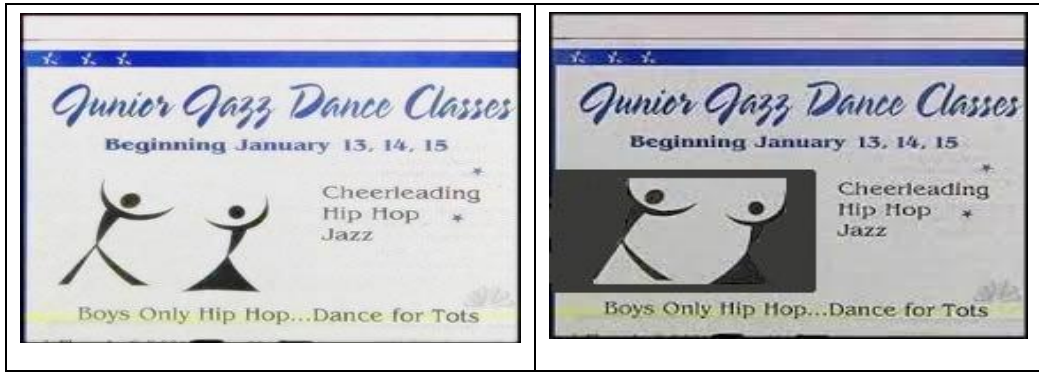 Junior Jazz Dance Classes
Beginning January 13, 14, 15
Cheerleading
Hip Hop
Jazz
Boys Only Hip Hop...Dance for Tots
Junior Jazz Dance Classes
Beginning January 13, 14, 15
Cheerleading
Hip Hop
Jazz
Boys Only Hip Hop...Dance for Tots